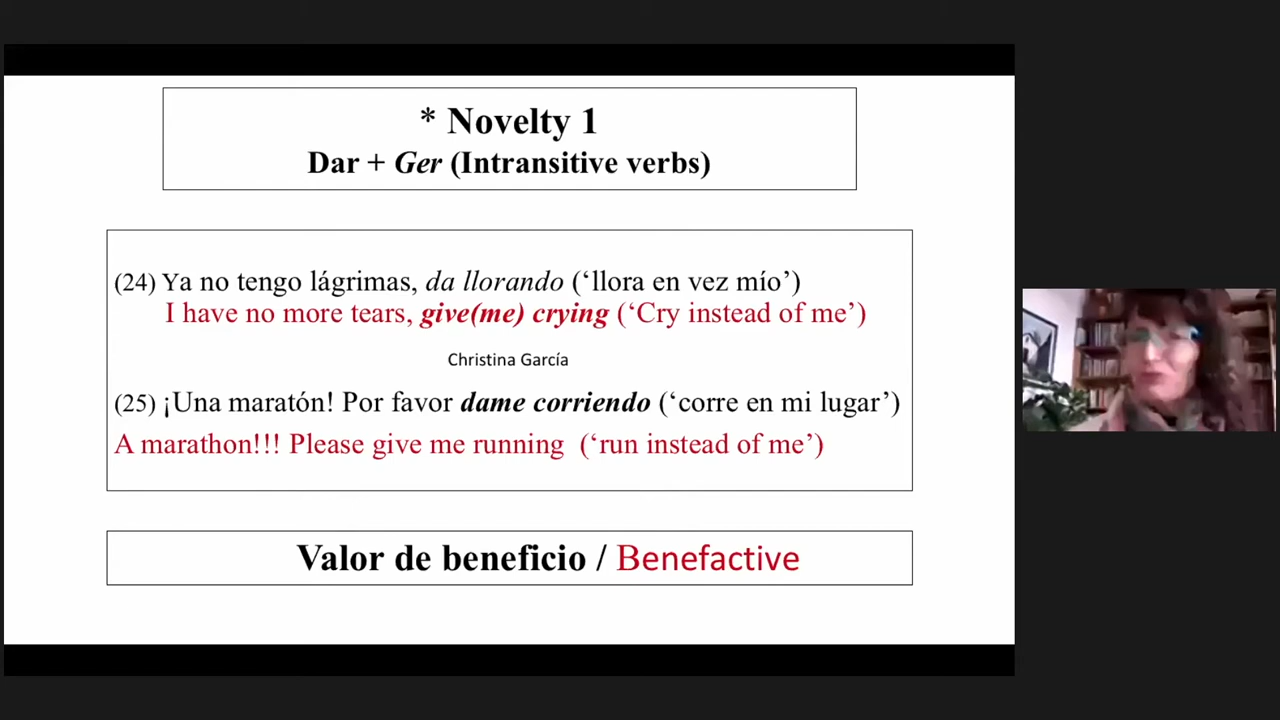 * Novelty 1
Dar + Ger (Intransitive verbs)
(24) Ya no tengo lágrimas, da llorando (‘llora en vez mío’)
I have no more tears, give(me) crying (‘Cry instead of me’)
Christina García
(25) ¡Una maratón! Por favor dame corriendo (‘corre en mi lugar’)
A marathon!!! Please give me running (‘run instead of me’)
Valor de beneficio / Benefactive